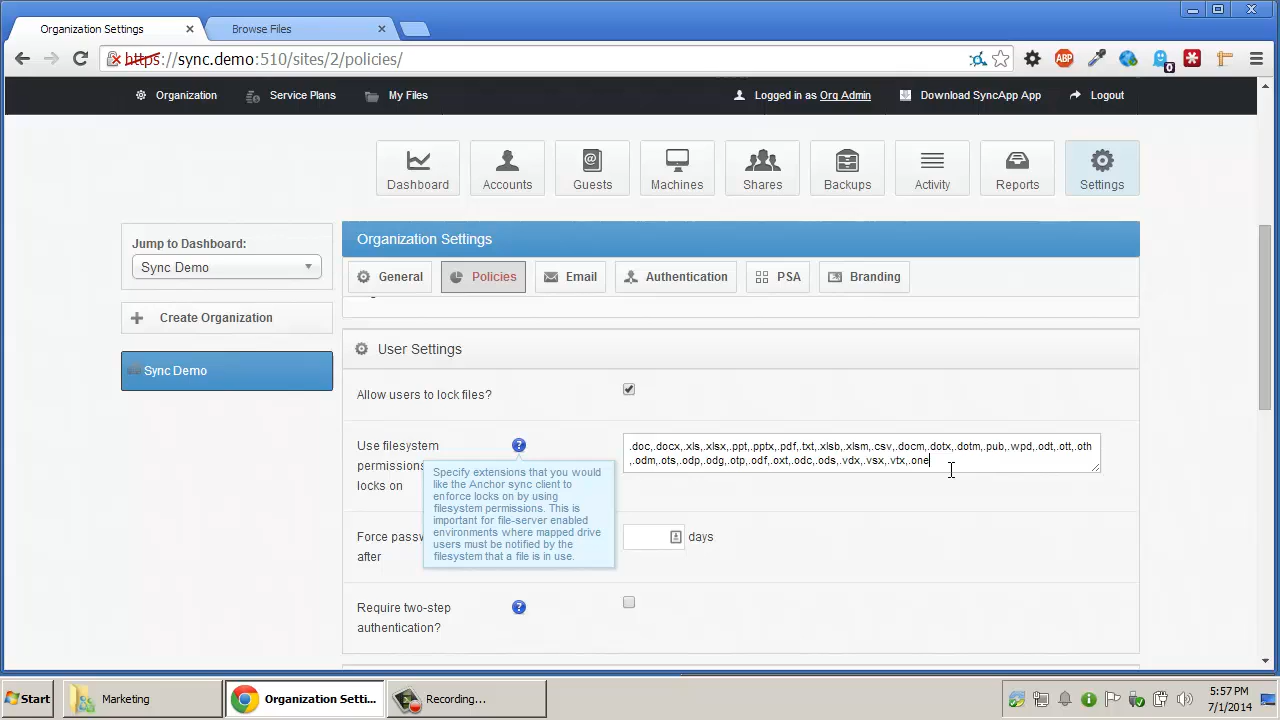 Organization Settings
Browse Files
https://sync.demo:510/sites/2/policies/
ABP
0
Organization
Service Plans
My Files
Logged in as Org Admin
Download SyncApp App
Logout
Dashboard
Accounts
Guests
Machines
Shares
Backups
Activity
Reports
Settings
Jump to Dashboard:
Sync Demo
Create Organization
Sync Demo
Organization Settings
General
Policies
Email
Authentication
PSA
Branding
User Settings
Allow users to lock files?
Use filesystem
permissions
locks on
?
.doc,.docx,.xls,.xlsx,.ppt,.pptx,.pdf,.txt,.xlsb,.xlsm,.csv,.docm,.dotx,.dotm,.pub,.wpd,.odt,.ott,.oth
,.odm,.ots,.odp,.odg,.otp,.odf,.oxt,.odc,.ods,.vdx,.vsx,.vtx,.one
Specify extensions that you would
like the Anchor sync client to
enforce locks on by using
filesystem permissions. This is
important for file-server enabled
environments where mapped drive
users must be notified by the
filesystem that a file is in use.
Force passw
after
days
Require two-step
authentication?
?
Start
Marketing
Organization Setti...
Recording...
5:57 PM
7/1/2014